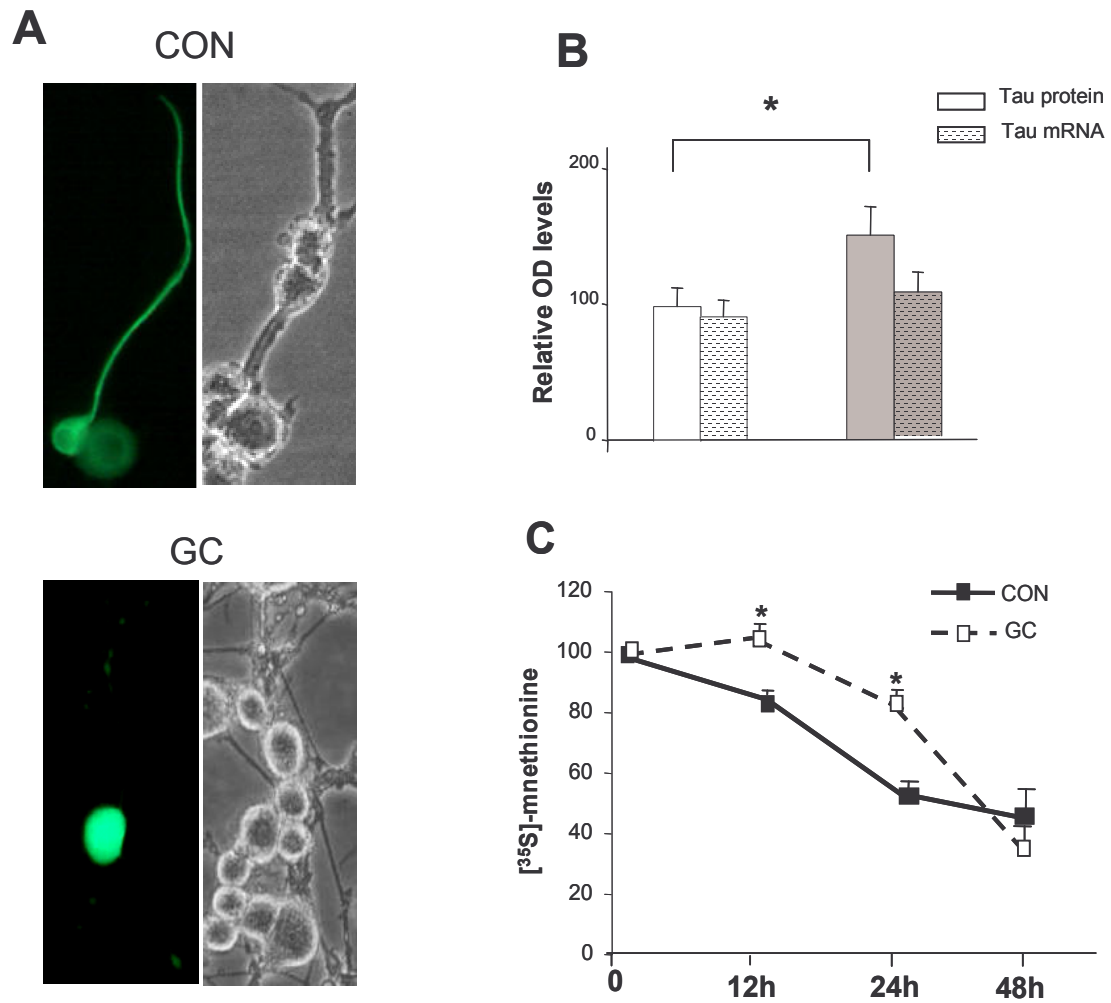 A
CON
GC
B
*
Tau protein
Tau mRNA
200
100
0
Relative OD levels
C
120
100
80
60
40
20
0
[³⁵S]-mnethionine
*
*
CON
GC
0 12h 24h 48h